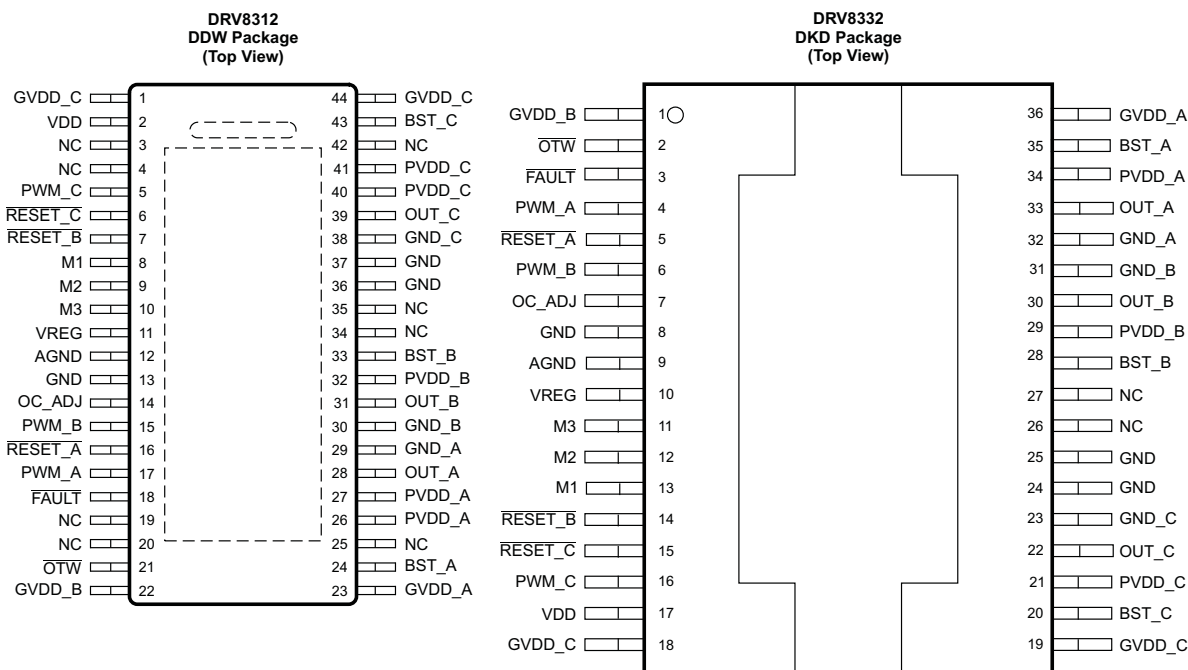 DRV8312
DDW Package
(Top View)
GVDD_C 1 44 GVDD_C
VDD 2 43 BST_C
NC 3 42 NC
NC 4 41 PVDD_C
PWM_C 5 40 PVDD_C
RESET_C 6 39 OUT_C
RESET_B 7 38 GND_C
M1 8 37 GND
M2 9 36 GND
M3 10 35 NC
VREG 11 34 NC
AGND 12 33 BST_B
GND 13 32 PVDD_B
OC_ADJ 14 31 OUT_B
PWM_B 15 30 GND_B
RESET_A 16 29 GND_A
PWM_A 17 28 OUT_A
FAULT 18 27 PVDD_A
NC 19 26 PVDD_A
NC 20 25 NC
OTW 21 24 BST_A
GVDD_B 22 23 GVDD_A
DRV8332
DKD Package
(Top View)
GVDD_B 1 36 GVDD_A
OTW 2 35 BST_A
FAULT 3 34 PVDD_A
PWM_A 4 33 OUT_A
RESET_A 5 32 GND_A
PWM_B 6 31 GND_B
OC_ADJ 7 30 OUT_B
GND 8 29 PVDD_B
AGND 9 28 BST_B
VREG 10 27 NC
M3 11 26 NC
M2 12 25 GND
M1 13 24 GND
RESET_B 14 23 GND_C
RESET_C 15 22 OUT_C
PWM_C 16 21 PVDD_C
VDD 17 20 BST_C
GVDD_C 18 19 GVDD_C